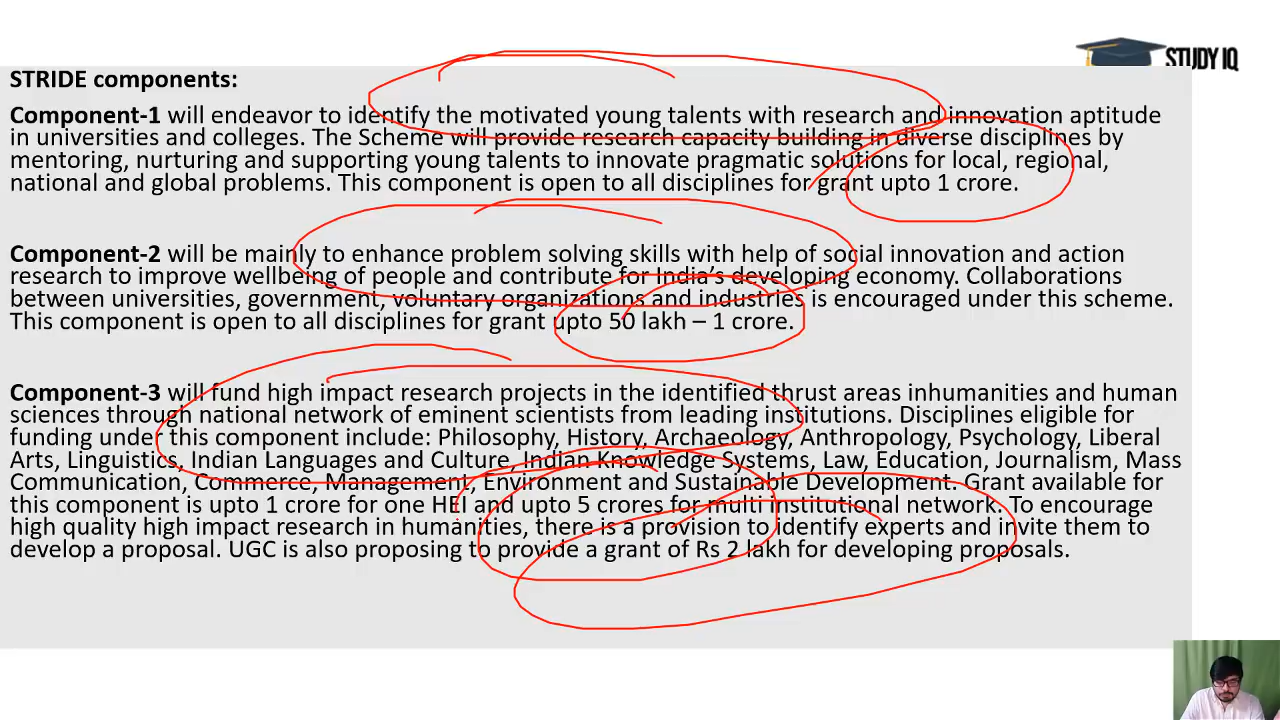 STUDY IQ
STRIDE components:
Component-1 will endeavor to identify the motivated young talents with research and innovation aptitude
in universities and colleges. The Scheme will provide research capacity building in diverse disciplines by
mentoring, nurturing and supporting young talents to innovate pragmatic solutions for local, regional,
national and global problems. This component is open to all disciplines for grant upto 1 crore.
Component-2 will be mainly to enhance problem solving skills with help of social innovation and action
research to improve wellbeing of people and contribute for India's developing economy. Collaborations
between universities, government, voluntary organizations and industries is encouraged under this scheme.
This component is open to all disciplines for grant upto 50 lakh – 1 crore.
Component-3 will fund high impact research projects in the identified thrust areas inhumanities and human
sciences through national network of eminent scientists from leading institutions. Disciplines eligible for
funding under this component include: Philosophy, History, Archaeology, Anthropology, Psychology, Liberal
Arts, Linguistics, Indian Languages and Culture, Indian Knowledge Systems, Law, Education, Journalism, Mass
Communication, Commerce, Management, Environment and Sustainable Development. Grant available for
this component is upto 1 crore for one HEI and upto 5 crores for multi institutional network. To encourage
high quality high impact research in humanities, there is a provision to identify experts and invite them to
develop a proposal. UGC is also proposing to provide a grant of Rs 2 lakh for developing proposals.